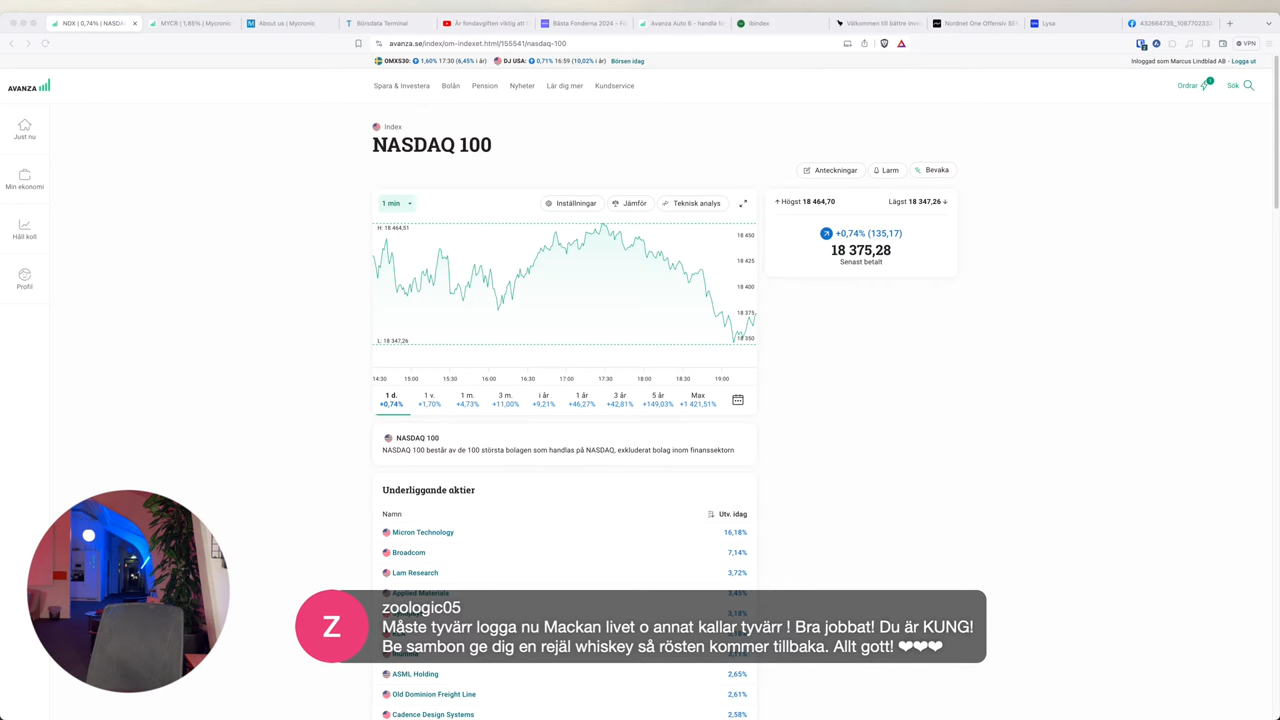 NDX | 0,74% | NASDAQ
MYCR | 1,85% | Mycronic
About us | Mycronic
Börsdata Terminal
Är fondavgiften viktig att
Bästa Fonderna 2024 - Fö
Avanza Auto 6 - handla fo
ibindex
Välkommen till bättre inve
Nordnet One Offensiv SEK
Lysa
avanza.se/index/om-indexet.html/155541/nasdaq-100
VPN
OMXS30: 1,60% 17:30 (6,45% i år) DJ USA: 0,71% 16:59 (10,02% i år) Börsen idag
Inloggad som Marcus Lindblad AB - Logga ut
AVANZA
Spara & Investera Bolån Pension Nyheter Lär dig mer Kundservice
Ordrar 1 Sök
Just nu
Min ekonomi
Håll koll
Profil
Index
NASDAQ 100
Anteckningar Larm Bevaka
1 min Inställningar Jämför Teknisk analys
H: 18 464,51
18 450
18 425
18 400
18 375
18 350
L: 18 347,26
14:30 15:00 15:30 16:00 16:30 17:00 17:30 18:00 18:30 19:00
1 d. 1 v. 1 m. 3 m. i år 1 år 3 år 5 år Max
+0,74% +1,70% +4,73% +11,00% +9,21% +46,27% +42,81% +149,03% +1 421,51%
Högst 18 464,70 Lägst 18 347,26
+0,74% (135,17)
18 375,28
Senast betalt
NASDAQ 100
NASDAQ 100 består av de 100 största bolagen som handlas på NASDAQ, exkluderat bolag inom finanssektorn
Underliggande aktier
Namn Utv. idag
Micron Technology 16,18%
Broadcom 7,14%
Lam Research 3,72%
Applied Materials 3,45%
3,18%
Z
zoologic05
Måste tyvärr logga nu Mackan livet o annat kallar tyvärr ! Bra jobbat! Du är KUNG!
Be sambon ge dig en rejäl whiskey så rösten kommer tillbaka. Allt gott! ❤❤❤
ASML Holding 2,65%
Old Dominion Freight Line 2,61%
Cadence Design Systems 2,58%